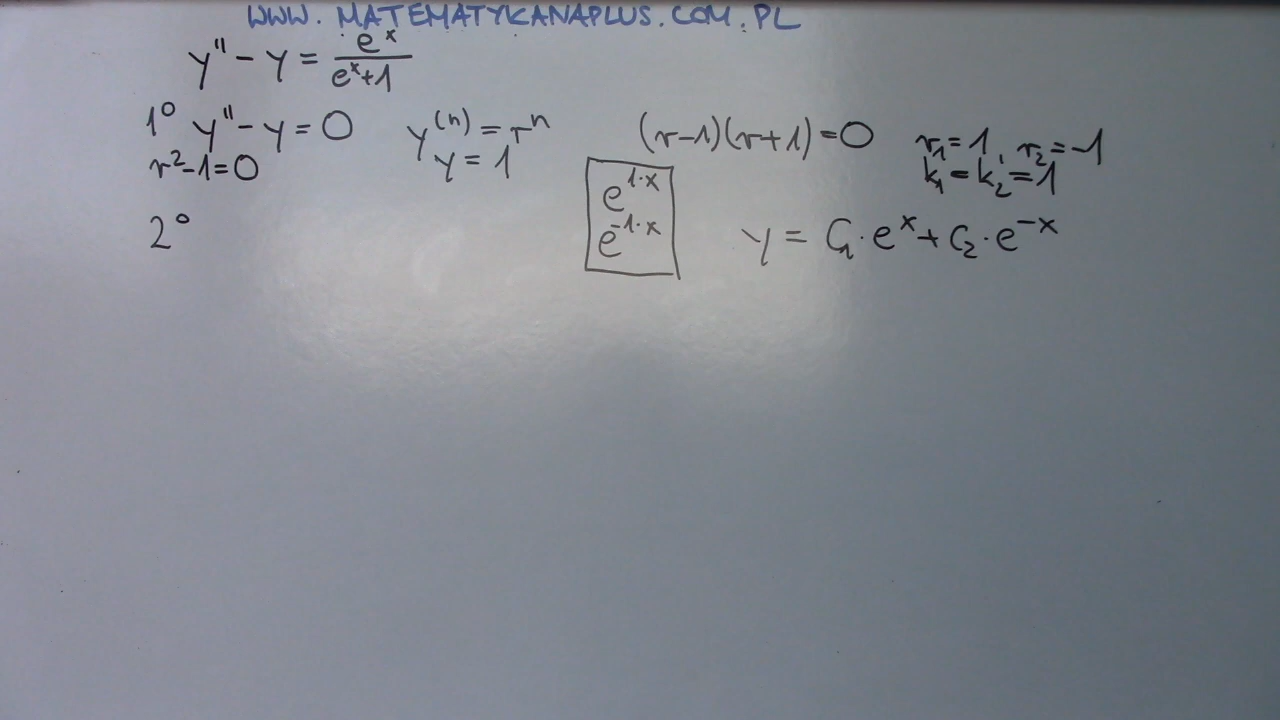 WWW.MATEMATYKANAPLUS.COM.PL
y'' - y = e^x/(e^x+1)
1° y'' - y = 0 y^(n) = r^n (r-1)(r+1)=0 r₁=1, r₂=-1
r²-1=0 y = 1 k₁=k₂=1
e^(1·x)
2° e^(-1·x) y = C₁·e^x + C₂·e^(-x)